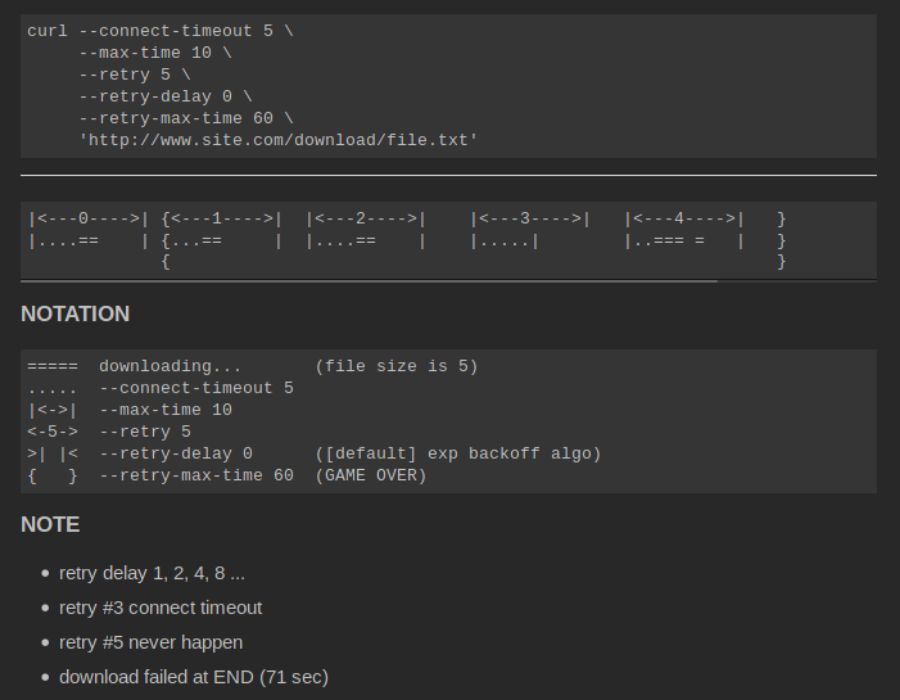 curl --connect-timeout 5 \
     --max-time 10 \
     --retry 5 \
     --retry-delay 0 \
     --retry-max-time 60 \
     'http://www.site.com/download/file.txt'
|<---0---->| {<---1---->|  |<---2---->|    |<---3---->|   |<---4---->|   }
|....==    | {...==     |  |....==    |    |.....|        |..=== =   |   }
             {                                                           }
NOTATION
=====  downloading...       (file size is 5)
.....  --connect-timeout 5
|<->|  --max-time 10
<-5->  --retry 5
>| |<  --retry-delay 0      ([default] exp backoff algo)
{   }  --retry-max-time 60  (GAME OVER)
NOTE
• retry delay 1, 2, 4, 8 ...
• retry #3 connect timeout
• retry #5 never happen
• download failed at END (71 sec)